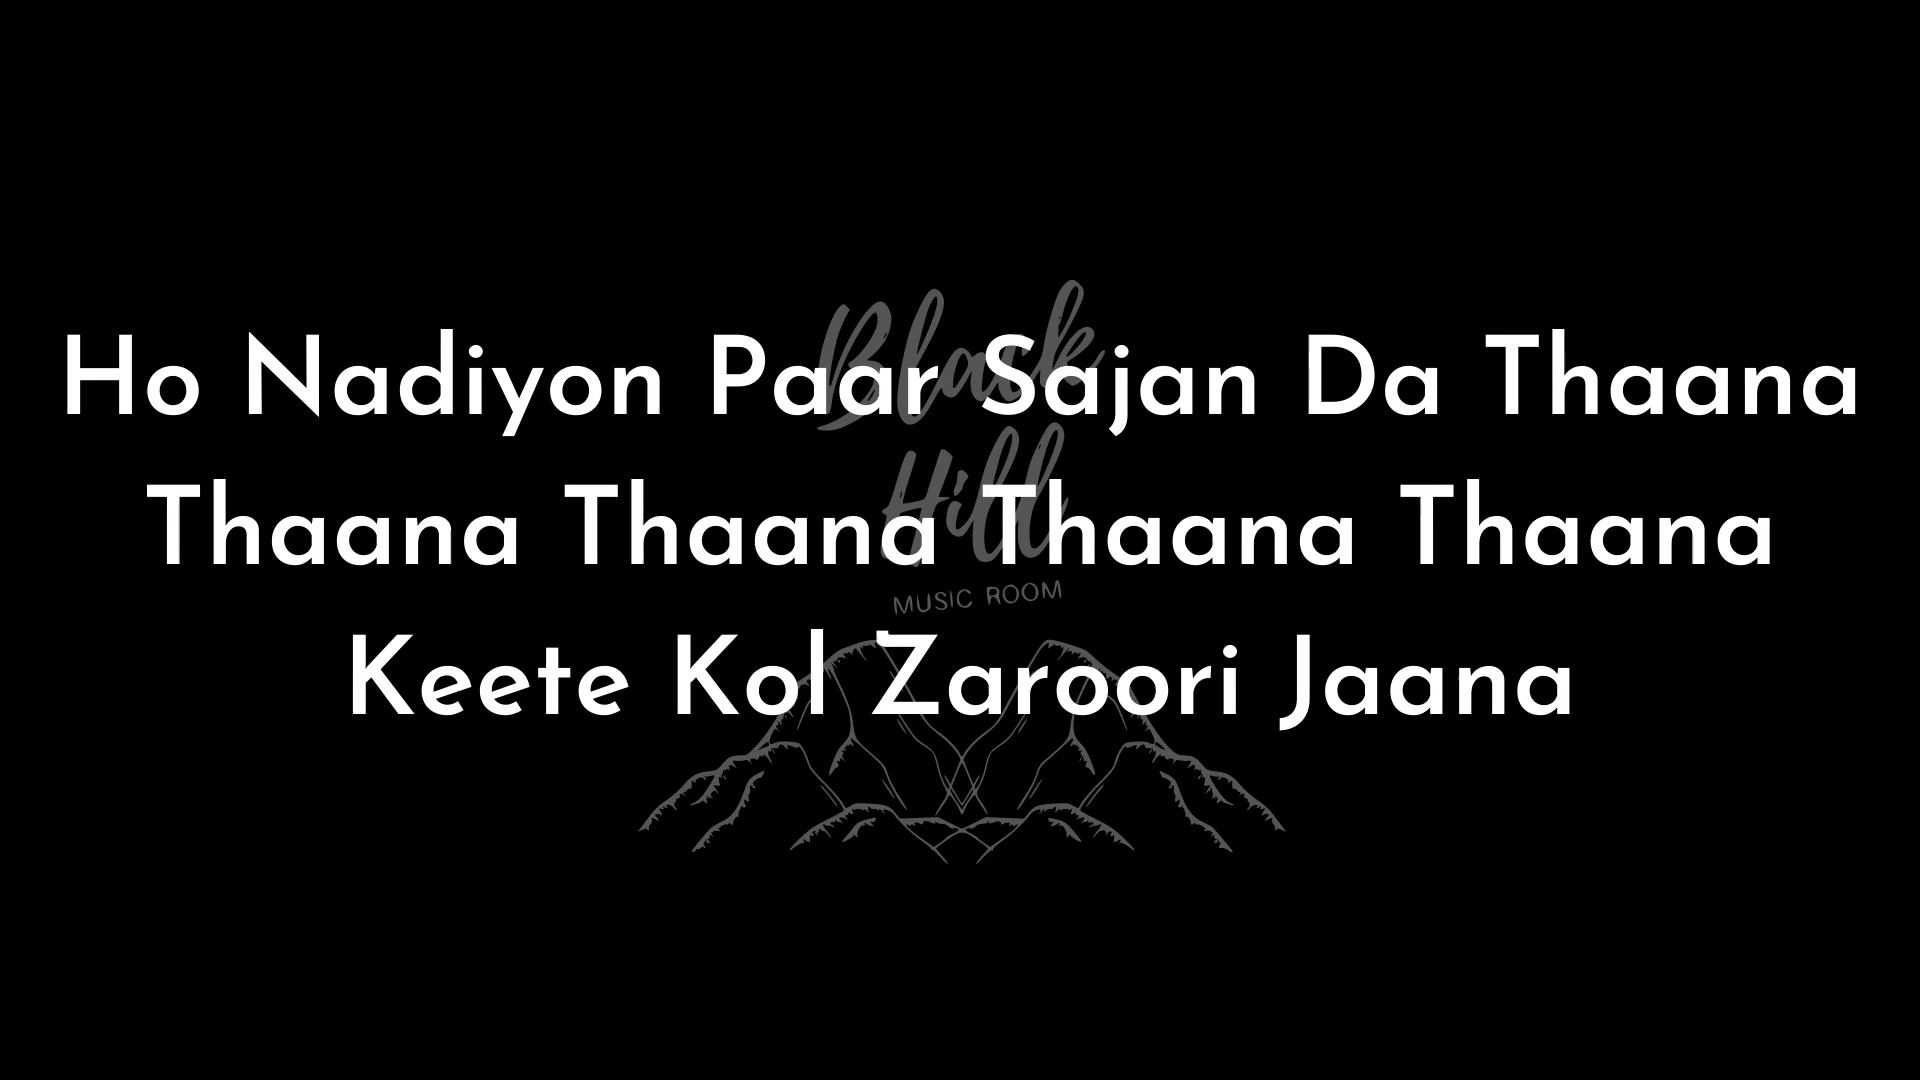 Ho Nadiyon Paar Sajan Da Thaana
Thaana Thaana Thaana Thaana
Keete Kol Zaroori Jaana
Black
Hill
MUSIC ROOM